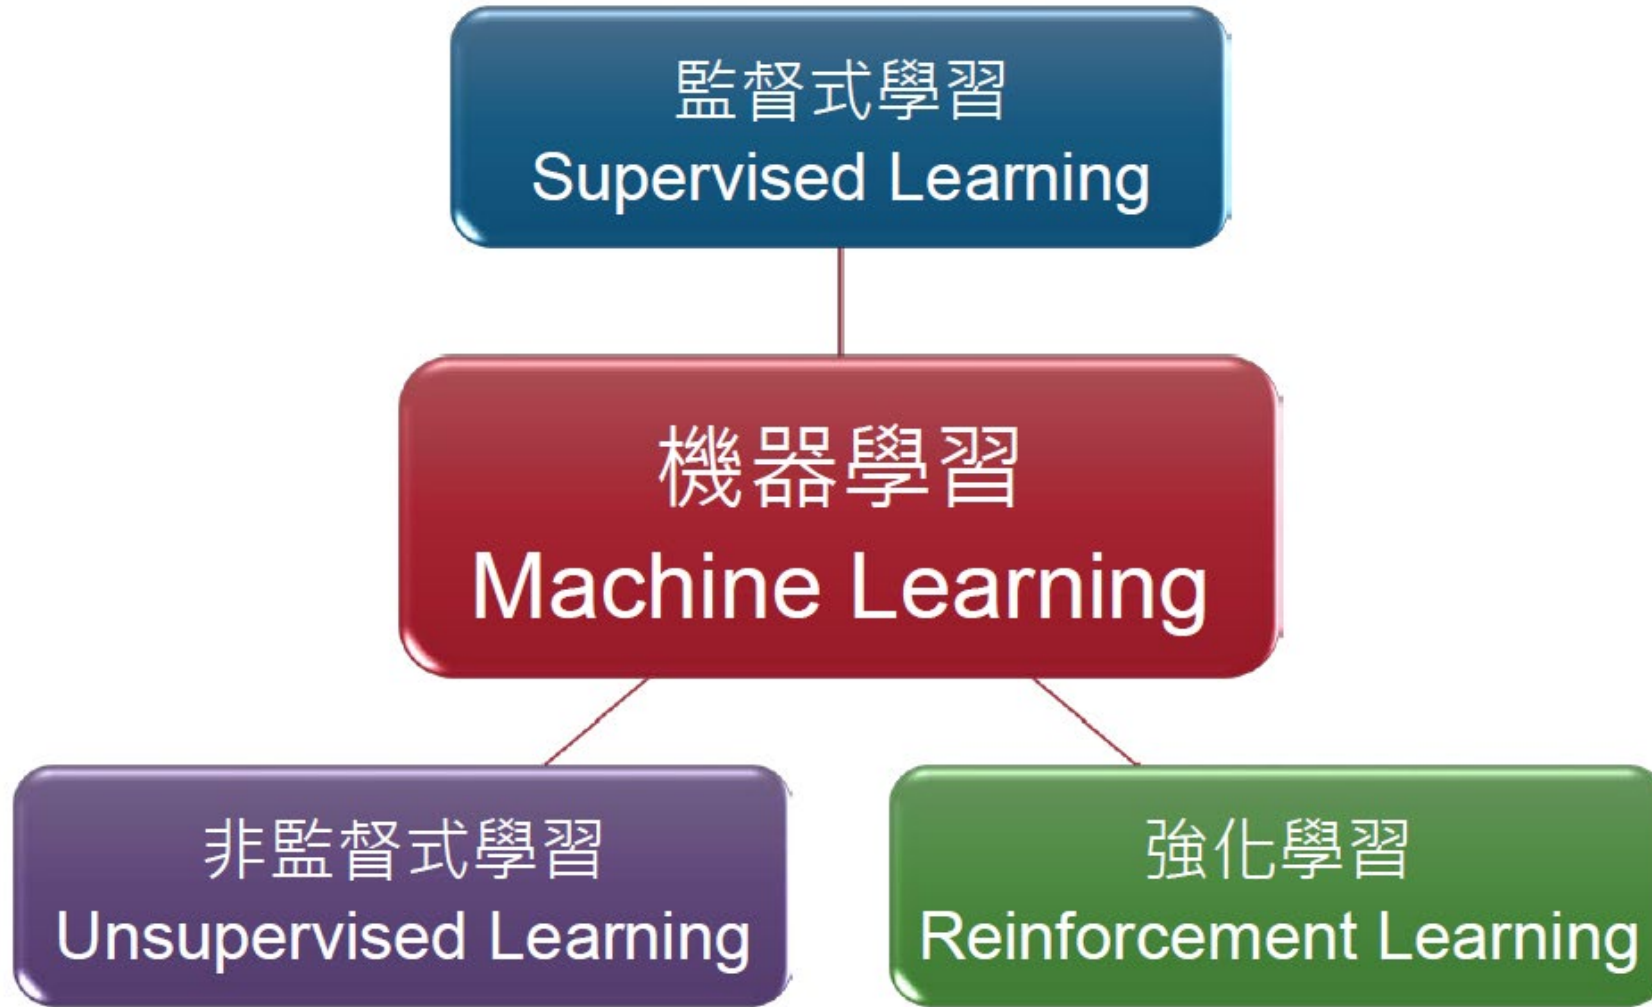 監督式學習
Supervised Learning
機器學習
Machine Learning
非監督式學習
Unsupervised Learning
強化學習
Reinforcement Learning